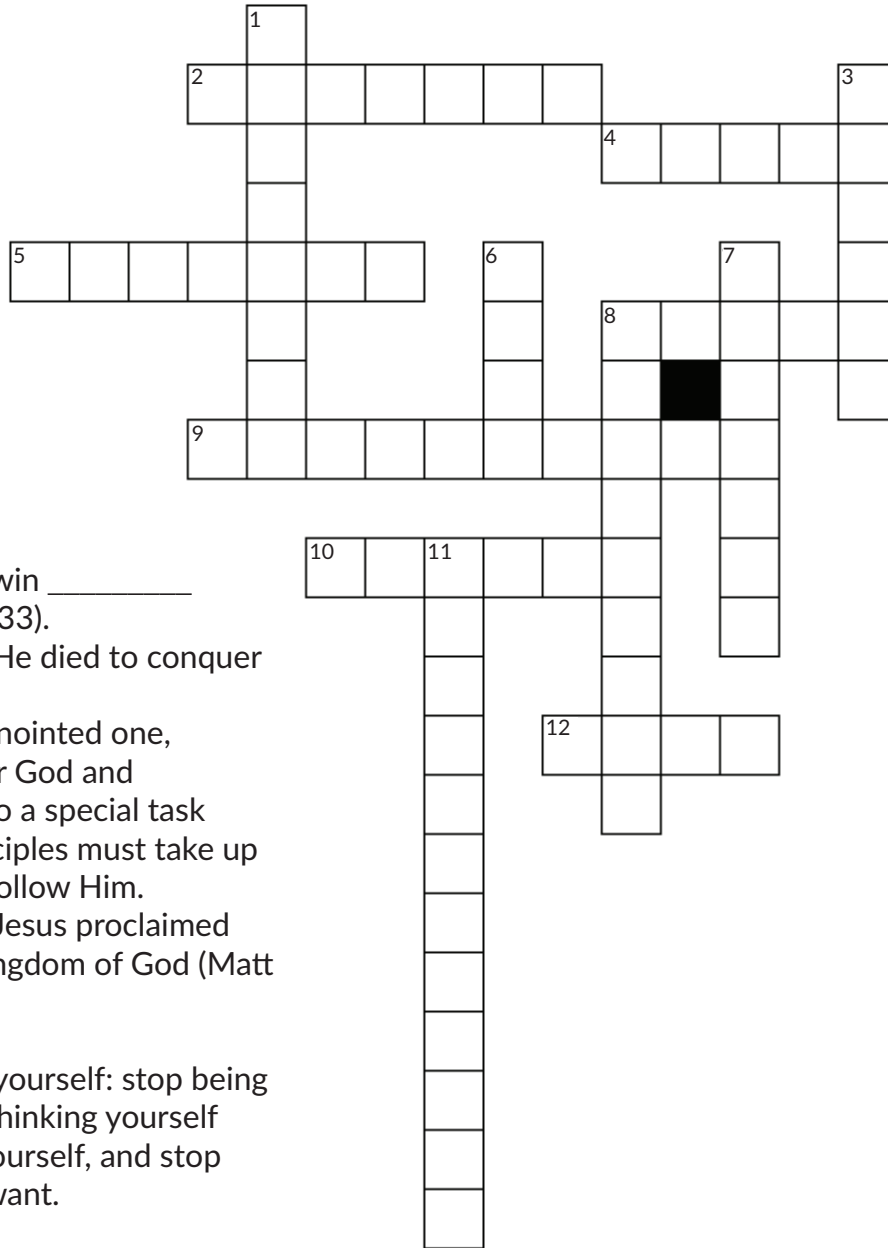 1
2
3
4
5
6
7
8
9
10
11
12
win _________
33).
He died to conquer
nointed one,
r God and
o a special task
ciples must take up
ollow Him.
Jesus proclaimed
ngdom of God (Matt
yourself: stop being
hinking yourself
ourself, and stop
want.